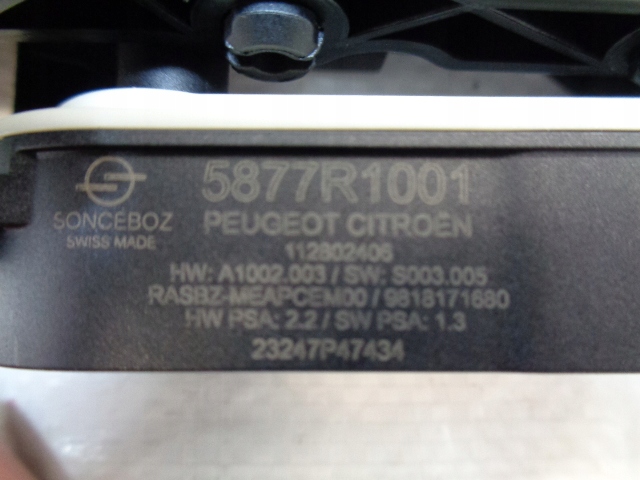 5877R1001
SONCEBOZ
SWISS MADE
PEUGEOT CITROËN
112802406
HW: A1002.003 / SW: S003.005
RASBZ-MEAPCEM00 / 9818171680
HW PSA: 2.2 / SW PSA: 1.3
23247P47434